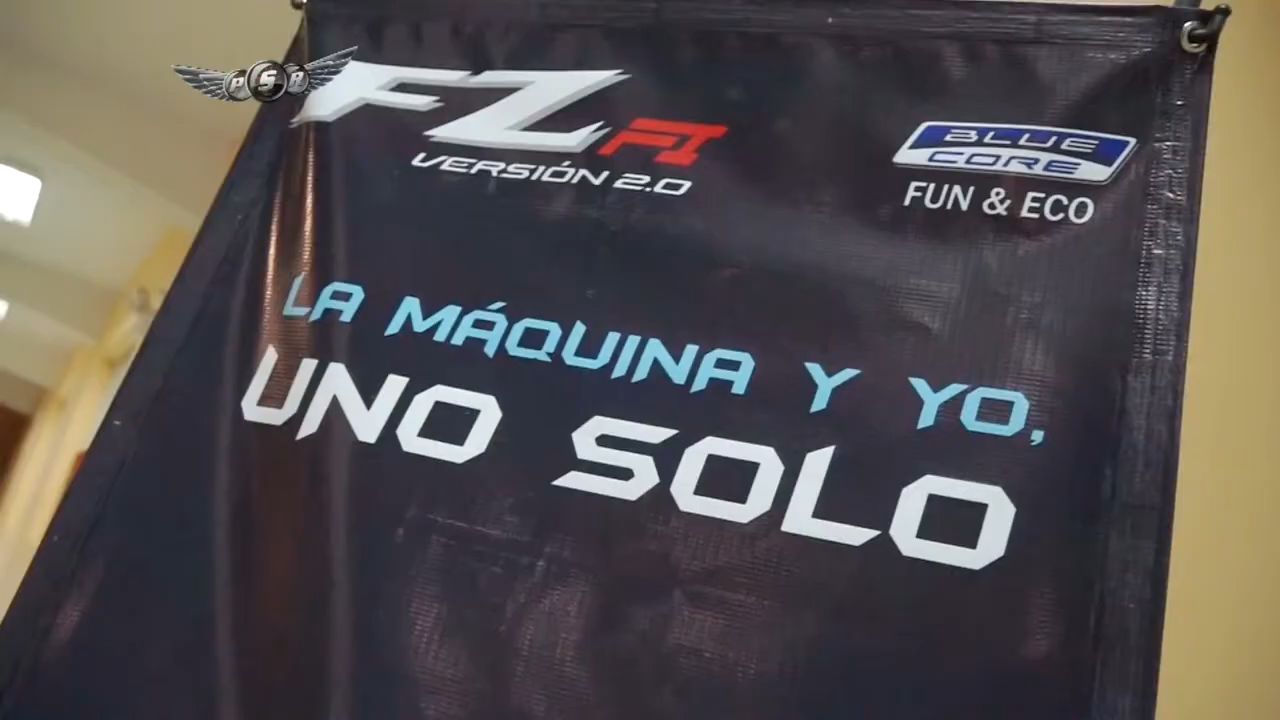 PSR
FZ FI
VERSIÓN 2.0
BLUE
CORE
FUN & ECO
LA MÁQUINA Y YO,
UNO SOLO